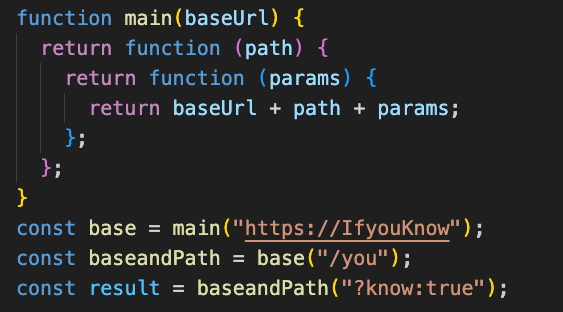 function main(baseUrl) {
  return function (path) {
    return function (params) {
      return baseUrl + path + params;
    };
  };
}
const base = main("https://IfyouKnow");
const baseandPath = base("/you");
const result = baseandPath("?know:true");